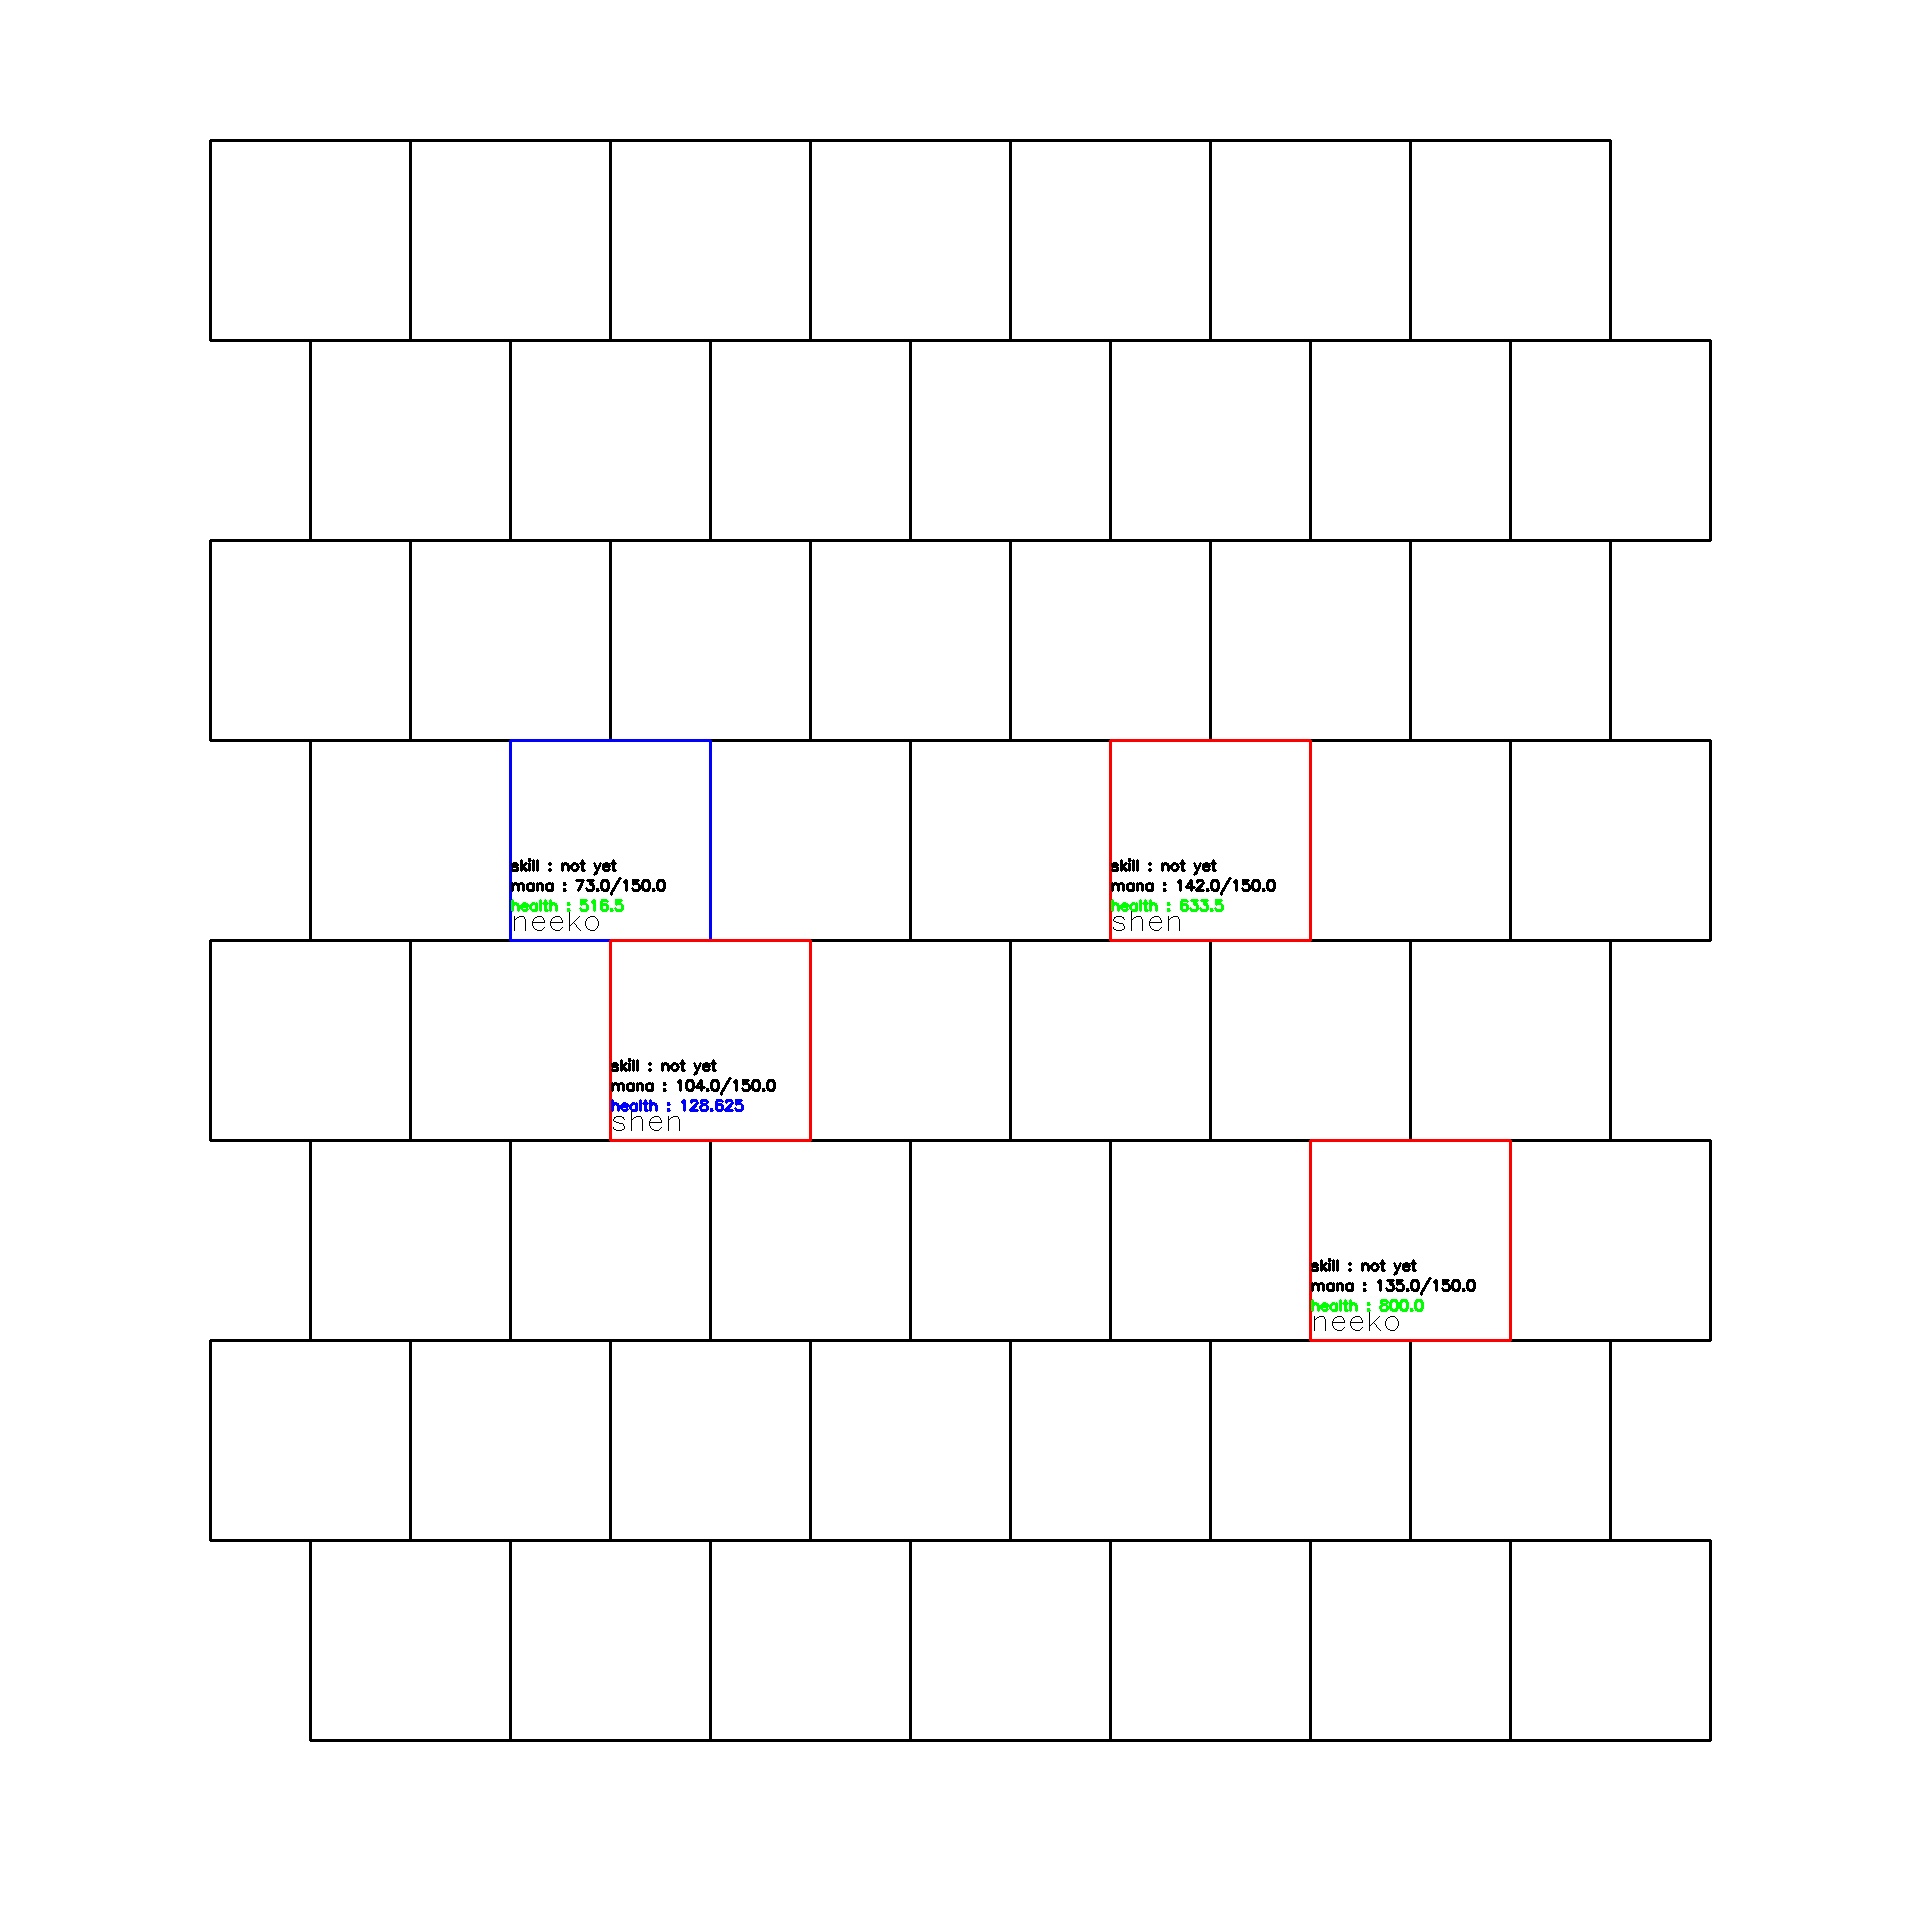 skill : not yet
mana : 73.0/150.0
health : 516.5
neeko
skill : not yet
mana : 142.0/150.0
health : 633.5
shen
skill : not yet
mana : 104.0/150.0
health : 128.625
shen
skill : not yet
mana : 135.0/150.0
health : 800.0
neeko